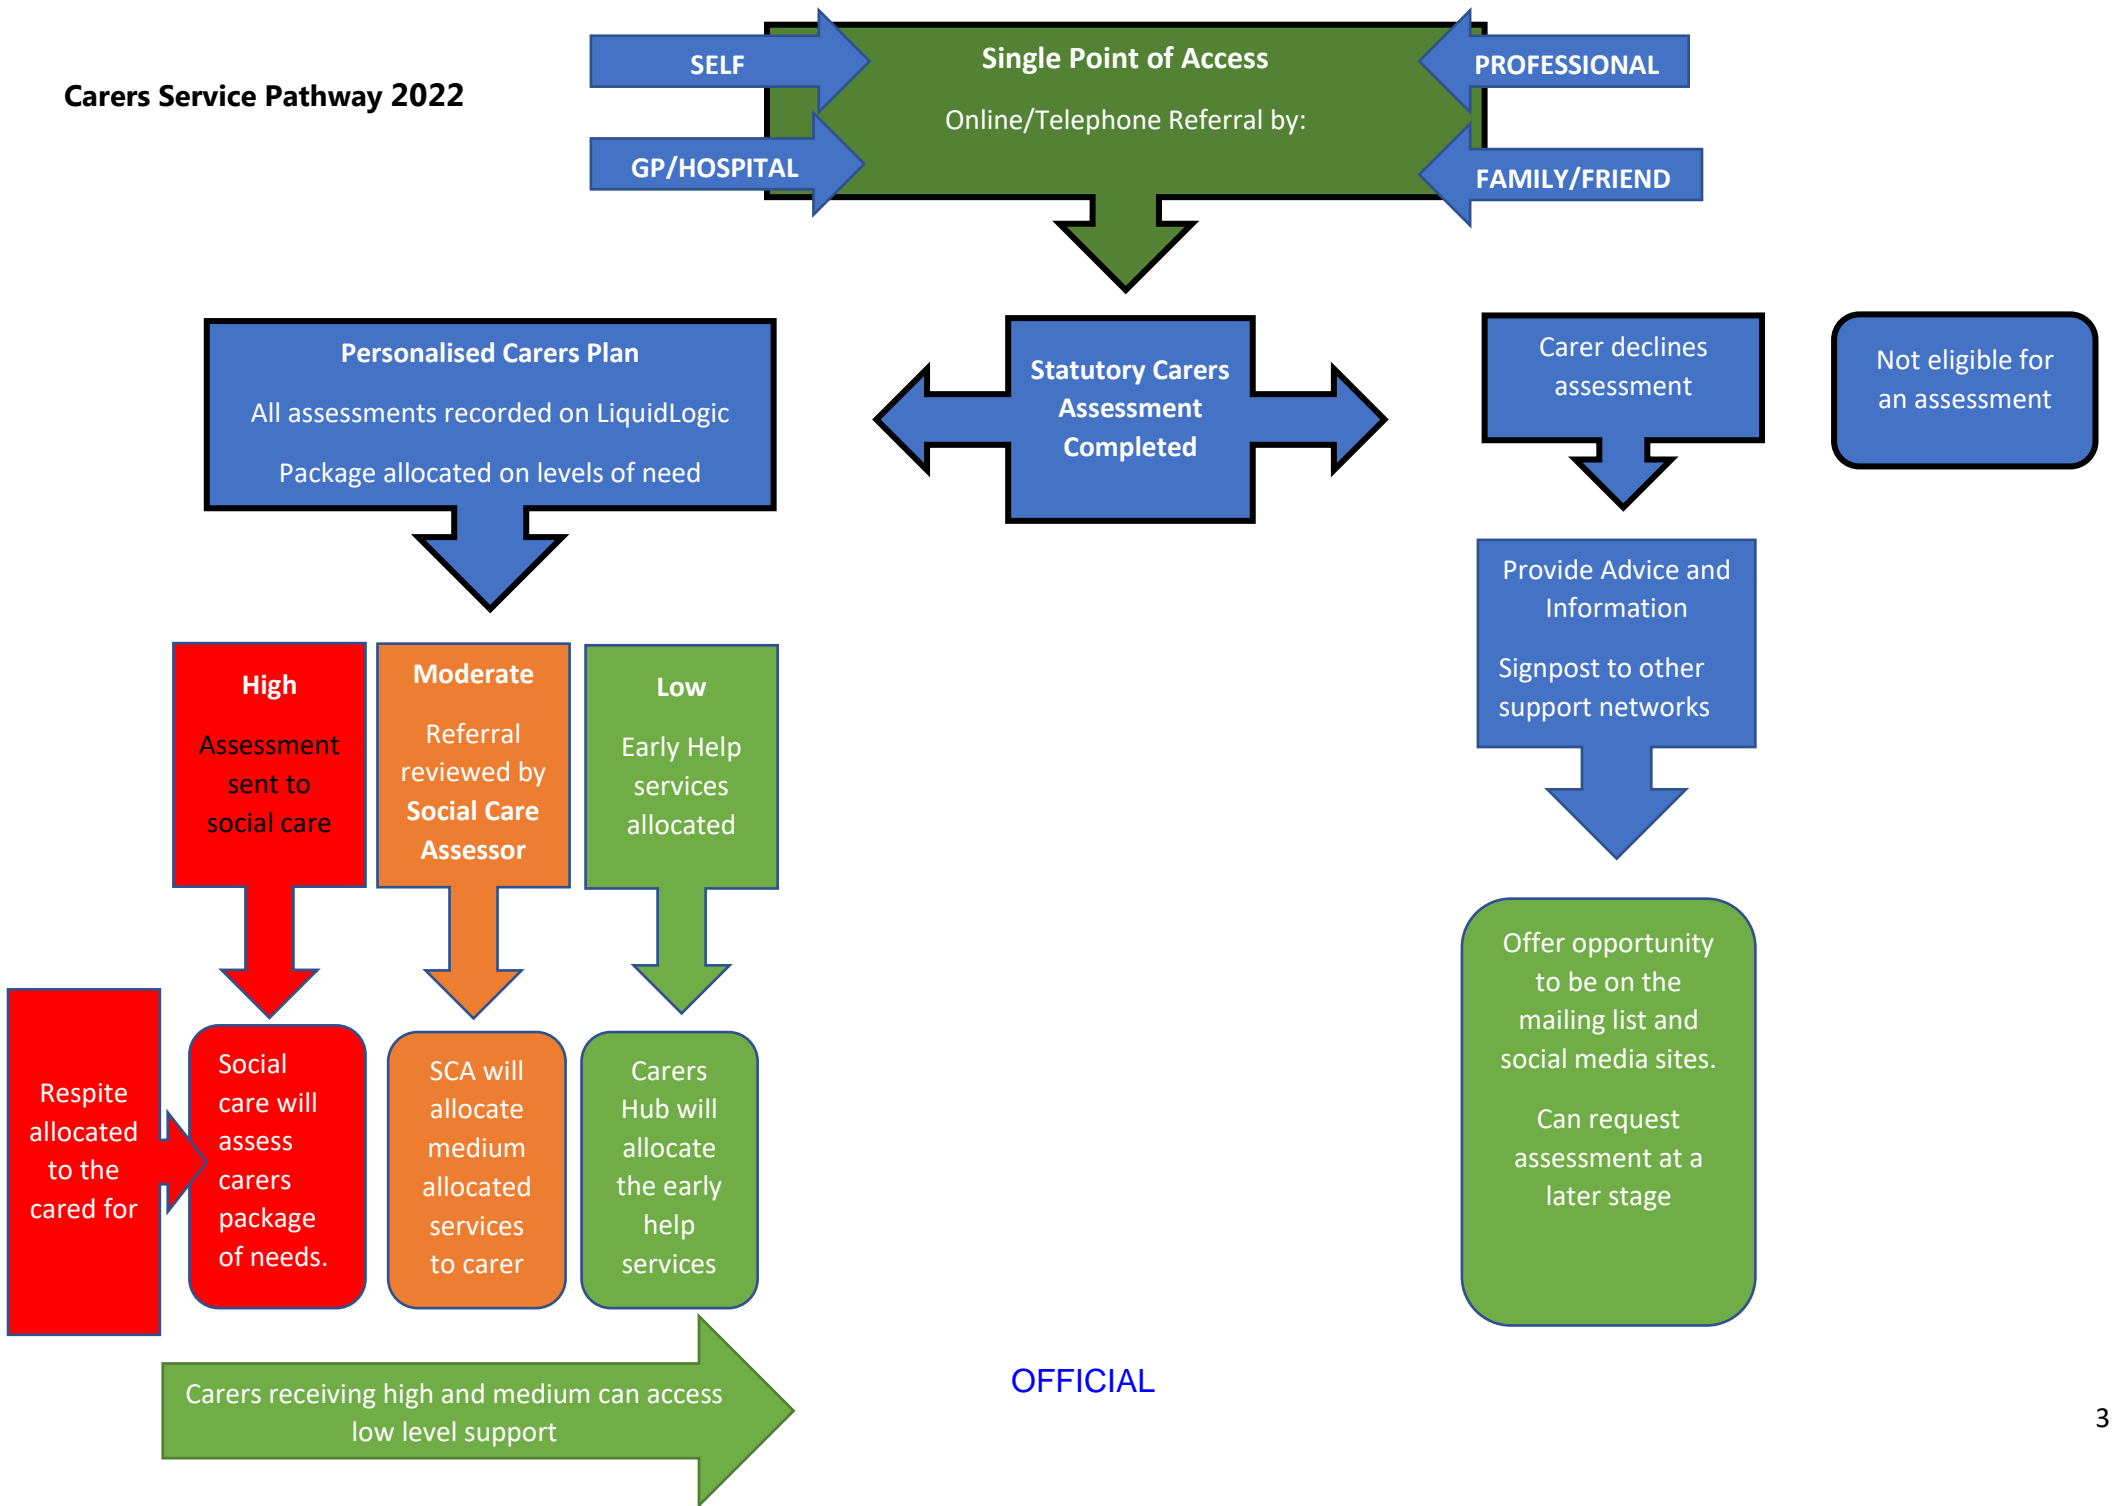 Carers Service Pathway 2022
SELF
GP/HOSPITAL
Single Point of Access
Online/Telephone Referral by:
PROFESSIONAL
FAMILY/FRIEND
Personalised Carers Plan
All assessments recorded on LiquidLogic
Package allocated on levels of need
Statutory Carers
Assessment
Completed
Carer declines
assessment
Not eligible for
an assessment
Provide Advice and
Information
Signpost to other
support networks
High
Assessment
sent to
social care
Moderate
Referral
reviewed by
Social Care
Assessor
Low
Early Help
services
allocated
Respite
allocated
to the
cared for
Social
care will
assess
carers
package
of needs.
SCA will
allocate
medium
allocated
services
to carer
Carers
Hub will
allocate
the early
help
services
Offer opportunity
to be on the
mailing list and
social media sites.
Can request
assessment at a
later stage
Carers receiving high and medium can access
low level support
OFFICIAL
3